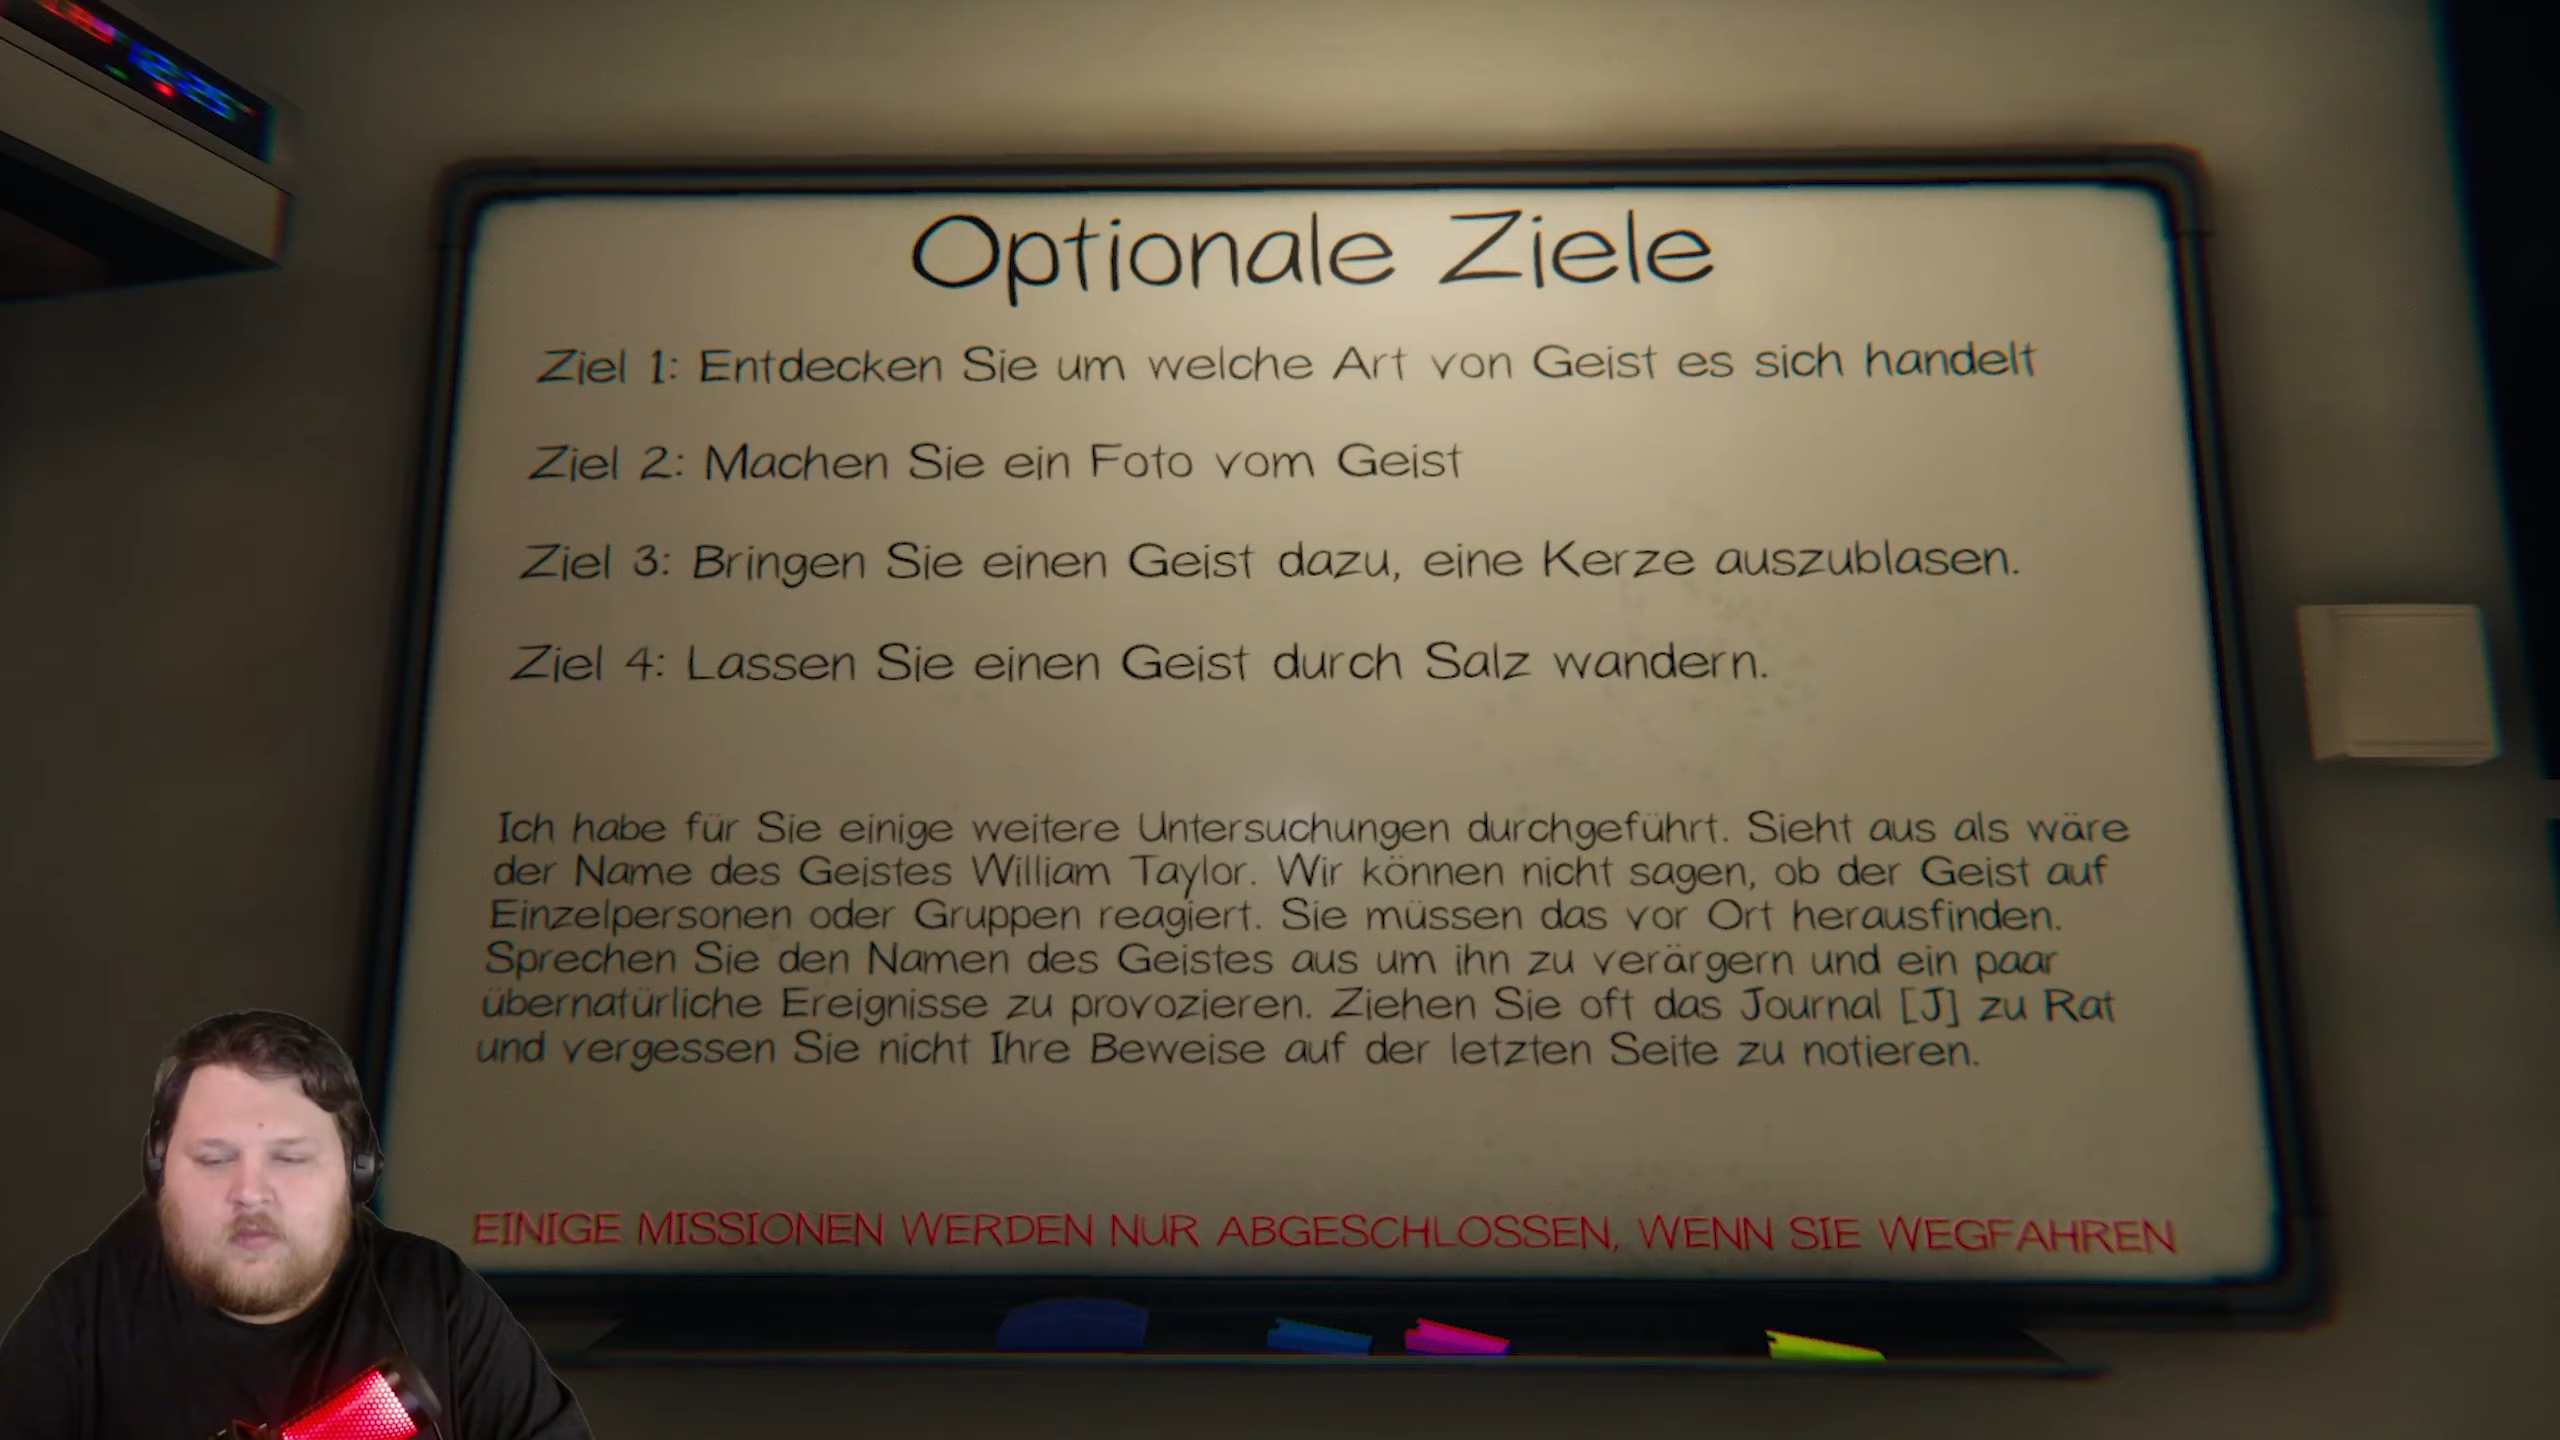 Optionale Ziele
Ziel 1: Entdecken Sie um welche Art von Geist es sich handelt
Ziel 2: Machen Sie ein Foto vom Geist
Ziel 3: Bringen Sie einen Geist dazu, eine Kerze auszublasen.
Ziel 4: Lassen Sie einen Geist durch Salz wandern.
Ich habe für Sie einige weitere Untersuchungen durchgeführt. Sieht aus als wäre
der Name des Geistes William Taylor. Wir können nicht sagen, ob der Geist auf
Einzelpersonen oder Gruppen reagiert. Sie müssen das vor Ort herausfinden.
Sprechen Sie den Namen des Geistes aus um ihn zu verärgern und ein paar
übernatürliche Ereignisse zu provozieren. Ziehen Sie oft das Journal [J] zu Rat
und vergessen Sie nicht Ihre Beweise auf der letzten Seite zu notieren.
EINIGE MISSIONEN WERDEN NUR ABGESCHLOSSEN, WENN SIE WEGFAHREN